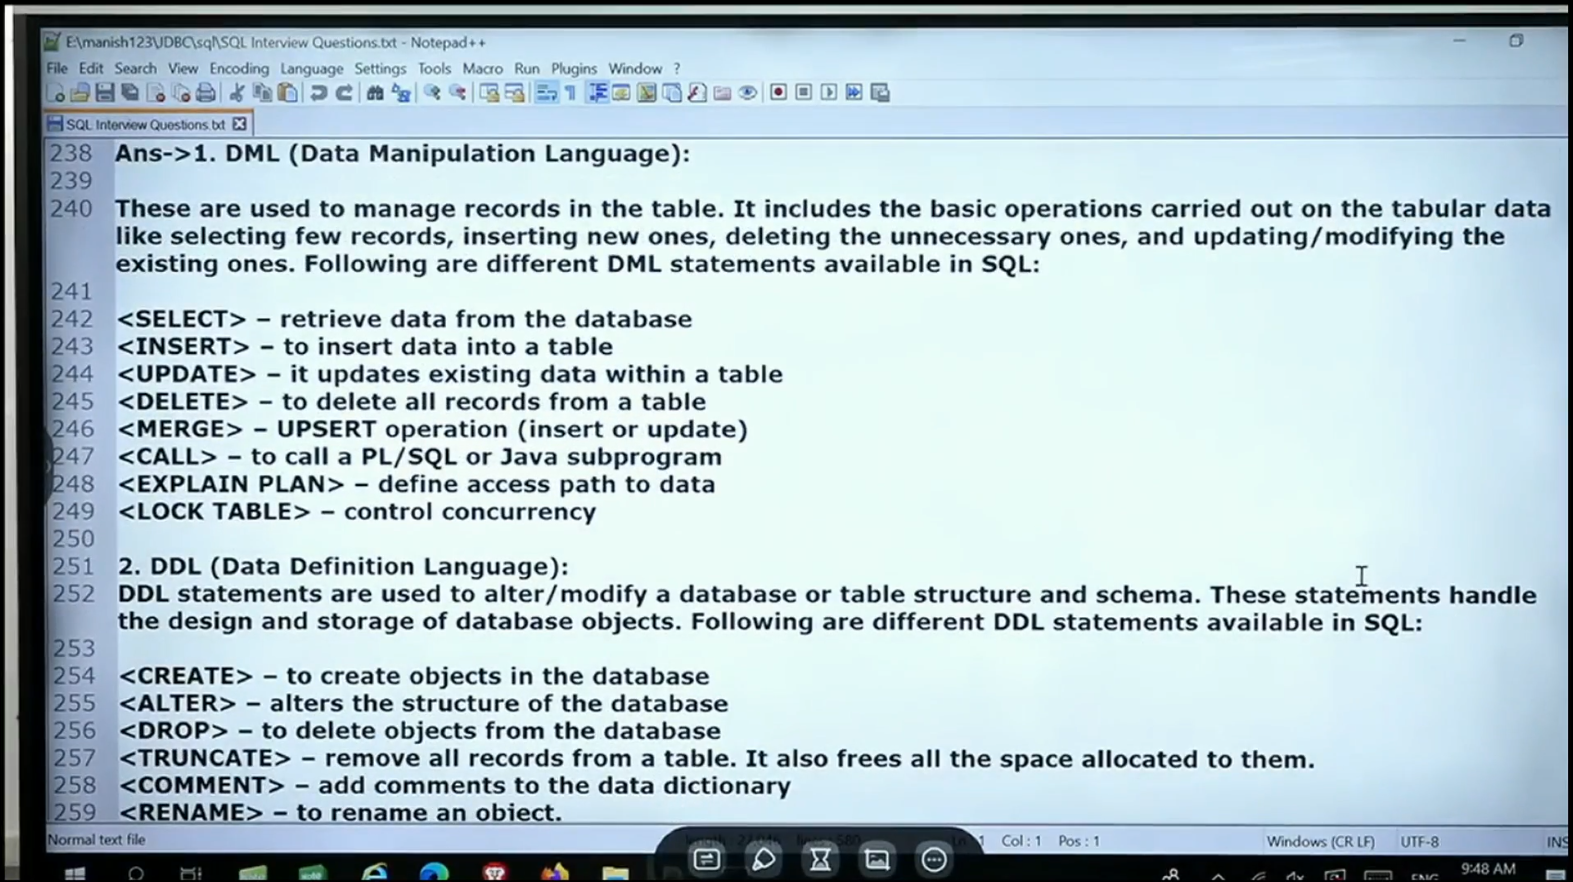 E:\manish123\JDBC\sql\SQL Interview Questions.txt - Notepad++
File Edit Search View Encoding Language Settings Tools Macro Run Plugins Window ?
SQL Interview Questions.txt
238 Ans->1. DML (Data Manipulation Language):
239
240 These are used to manage records in the table. It includes the basic operations carried out on the tabular data
like selecting few records, inserting new ones, deleting the unnecessary ones, and updating/modifying the
existing ones. Following are different DML statements available in SQL:
241
242 <SELECT> – retrieve data from the database
243 <INSERT> – to insert data into a table
244 <UPDATE> – it updates existing data within a table
245 <DELETE> – to delete all records from a table
246 <MERGE> – UPSERT operation (insert or update)
247 <CALL> – to call a PL/SQL or Java subprogram
248 <EXPLAIN PLAN> – define access path to data
249 <LOCK TABLE> – control concurrency
250
251 2. DDL (Data Definition Language):
252 DDL statements are used to alter/modify a database or table structure and schema. These statements handle
the design and storage of database objects. Following are different DDL statements available in SQL:
253
254 <CREATE> – to create objects in the database
255 <ALTER> – alters the structure of the database
256 <DROP> – to delete objects from the database
257 <TRUNCATE> – remove all records from a table. It also frees all the space allocated to them.
258 <COMMENT> – add comments to the data dictionary
259 <RENAME> – to rename an object.
Normal text file Col : 1 Pos : 1 Windows (CR LF) UTF-8 INS
ENG 9:48 AM